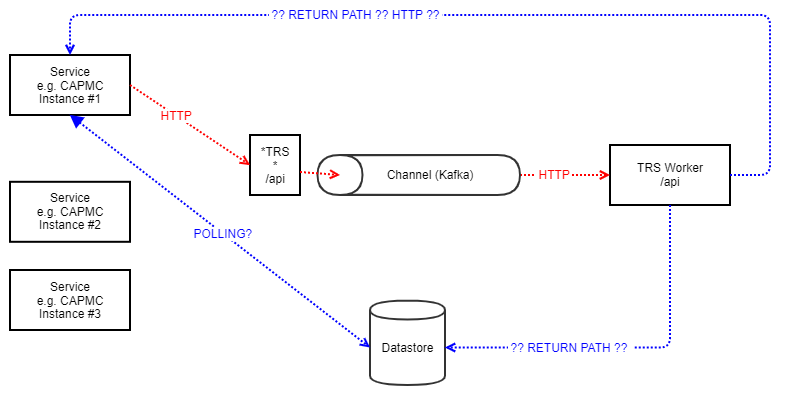 ?? RETURN PATH ?? HTTP ??
Service
e.g. CAPMC
Instance #1
HTTP
*TRS
*
/api
Channel (Kafka)
HTTP
TRS Worker
/api
Service
e.g. CAPMC
Instance #2
POLLING?
Service
e.g. CAPMC
Instance #3
Datastore
?? RETURN PATH ??